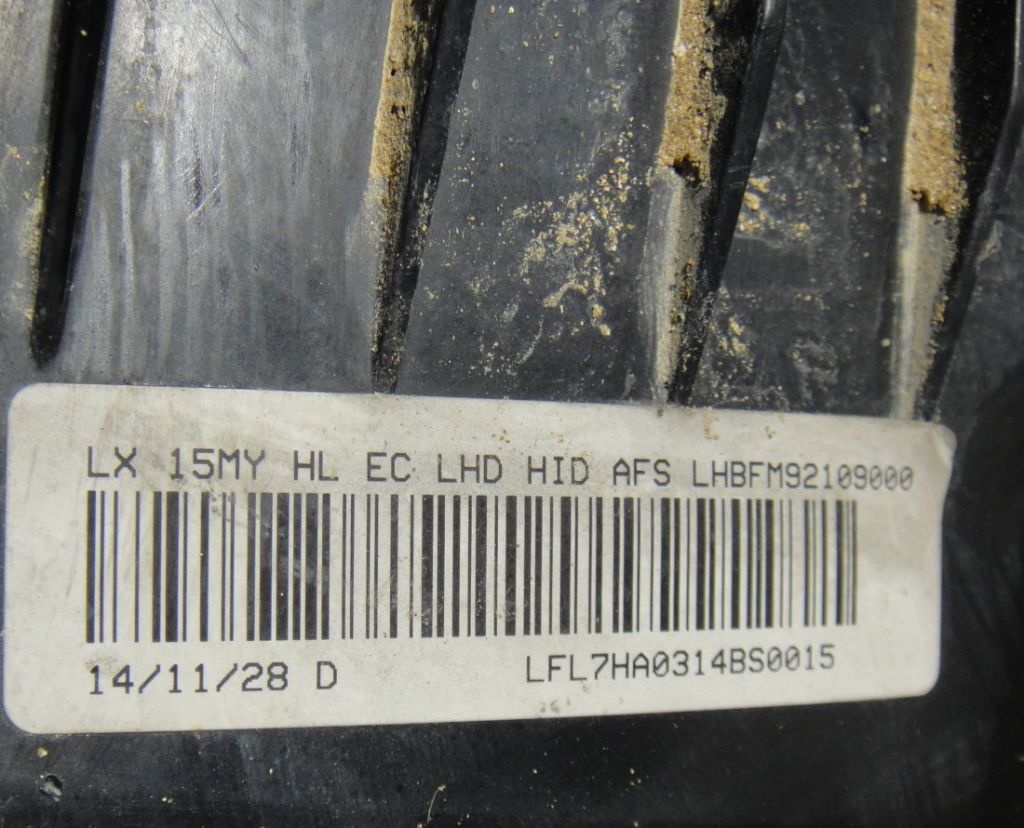 LX 15MY HL EC LHD HID AFS LHBFM92109000
14/11/28 D
LFL7HA0314BS0015